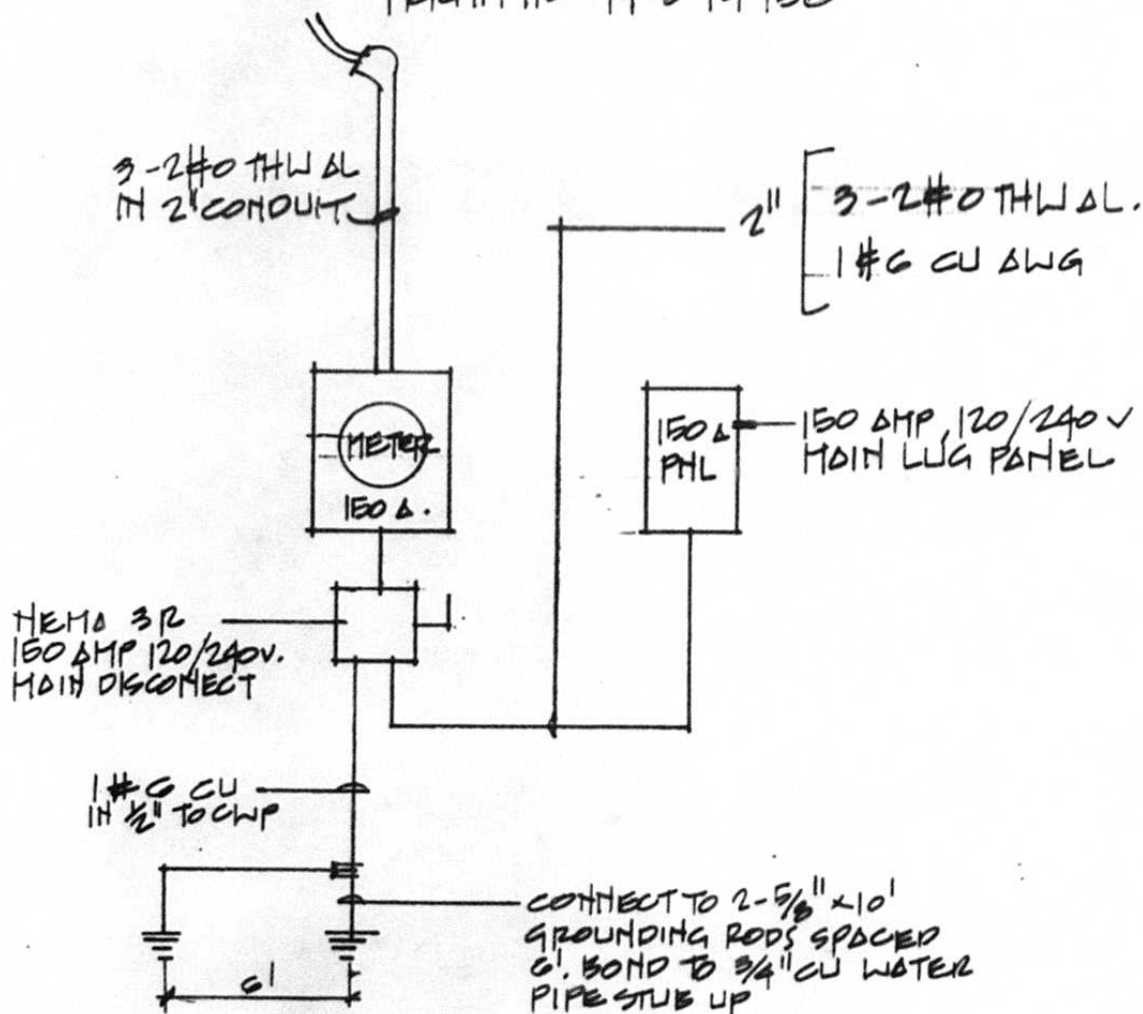 3-2#0 THW AL
IN 2" CONDUIT
2"
3-2#0 THW AL.
1#6 CU AWG
METER
150 A.
150 A
PNL
150 AMP, 120/240 V
MAIN LUG PANEL
NEMA 3R
150 AMP 120/240V.
MAIN DISCONECT
1#6 CU
IN 1/2" TO CWP
CONNECT TO 2-5/8" x10'
GROUNDING RODS SPACED
6'. BOND TO 3/4" CU WATER
PIPE STUB UP
6'